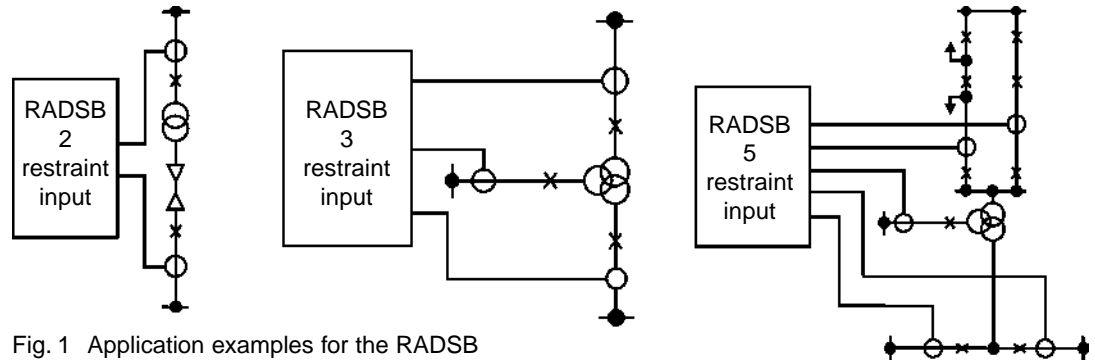 RADSB
2
restraint
input
RADSB
3
restraint
input
RADSB
5
restraint
input
Fig. 1 Application examples for the RADSB